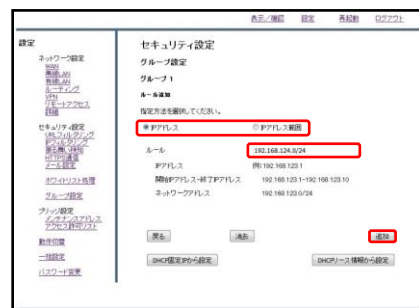 表示／確認 設定 再起動 ログアウト
設定
ネットワーク設定
WAN
無線LAN
有線LAN
ルーティング
VPN
リモートアクセス
詳細
セキュリティ設定
URLフィルタリング
IPフィルタリング
HTTPS通信
メール設定
ホワイトリスト処理
グループ設定
ブリッジ設定
メンテナンスアドレス
アクセス許可リスト
動作切替
一括設定
パスワード変更
セキュリティ設定
グループ設定
グループ 1
ルール追加
指定方法を選択してください。
IPアドレス IPアドレス範囲
ルール 192.168.124.0/24
IPアドレス 例) 192.168.123.1
開始IPアドレス-終了IPアドレス 192.168.123.1-192.168.123.10
ネットワークアドレス 192.168.123.0/24
戻る 消去 追加
DHCP固定IPから設定 DHCPリース情報から設定